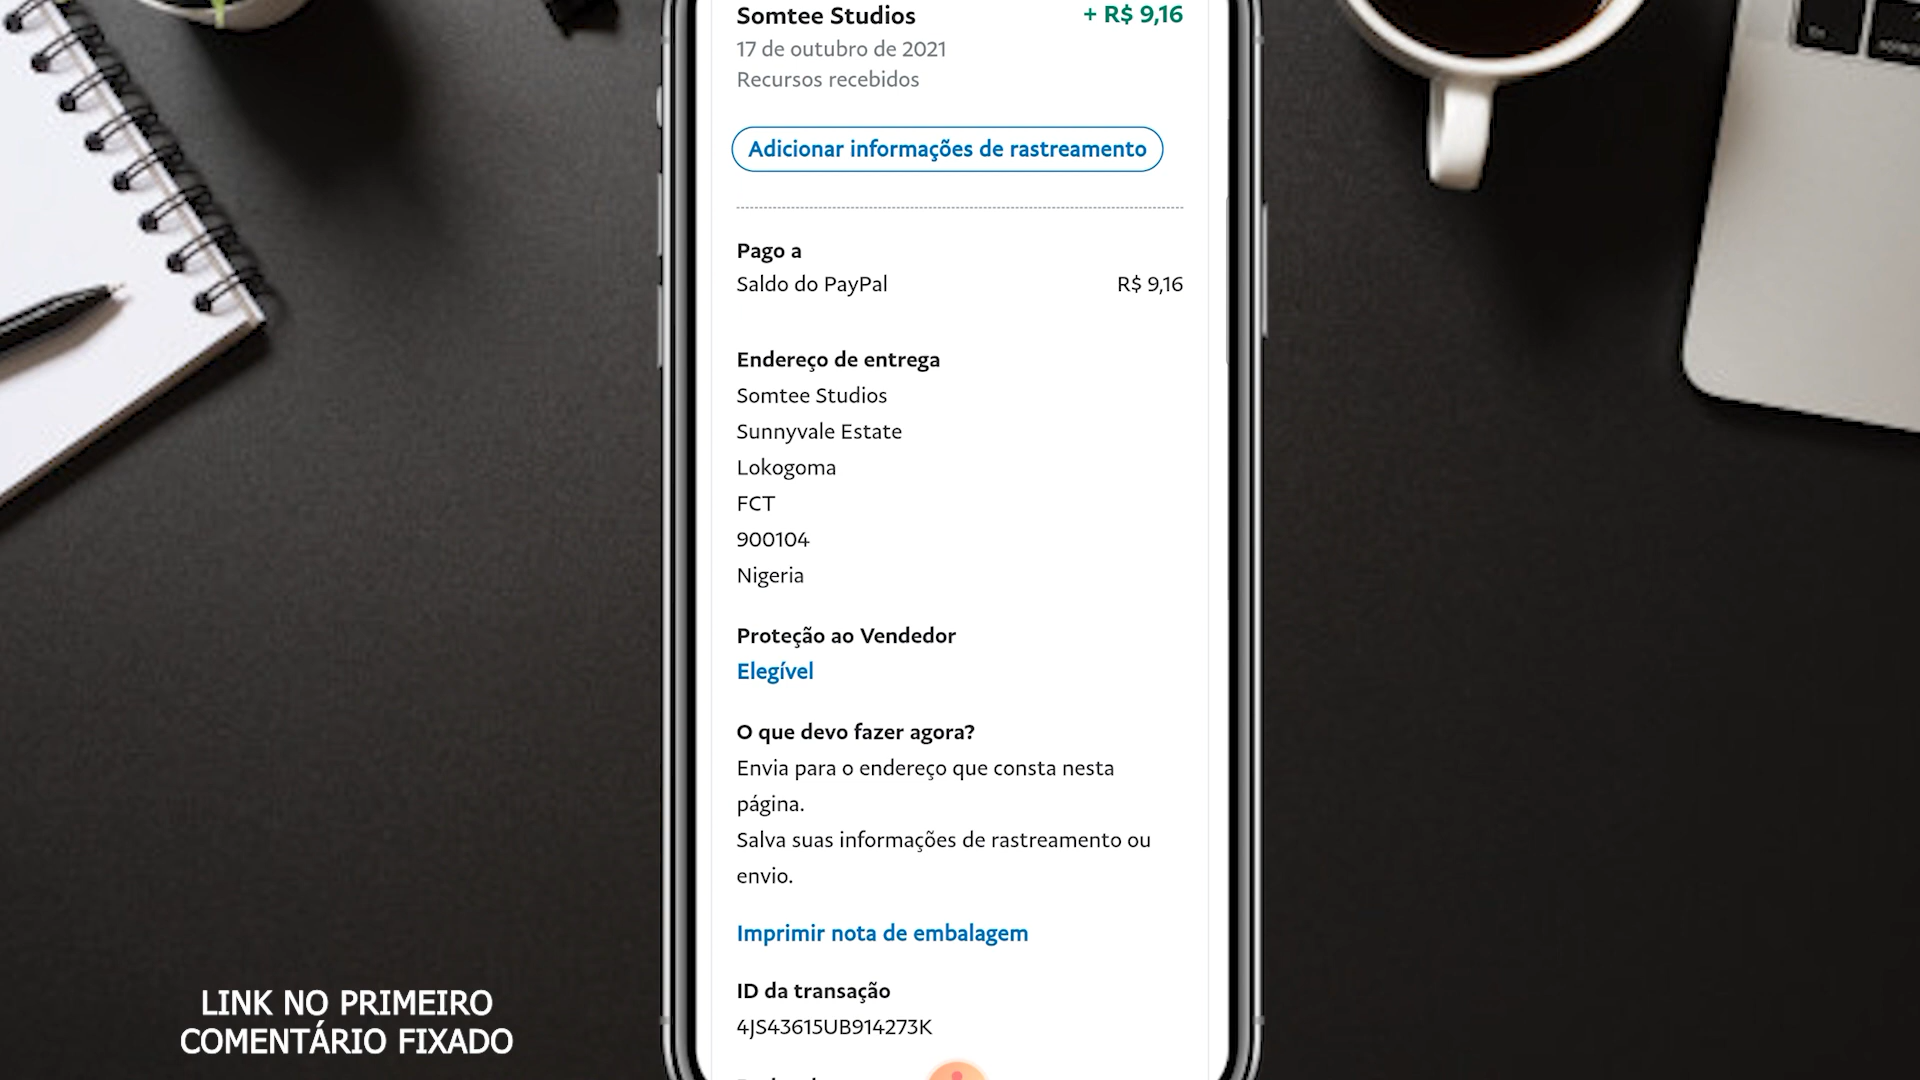 Somtee Studios
+ R$ 9,16
17 de outubro de 2021
Recursos recebidos
Adicionar informações de rastreamento
Pago a
Saldo do PayPal
R$ 9,16
Endereço de entrega
Somtee Studios
Sunnyvale Estate
Lokogoma
FCT
900104
Nigeria
Proteção ao Vendedor
Elegível
O que devo fazer agora?
Envia para o endereço que consta nesta
página.
Salva suas informações de rastreamento ou
envio.
Imprimir nota de embalagem
ID da transação
4JS43615UB914273K
LINK NO PRIMEIRO
COMENTÁRIO FIXADO